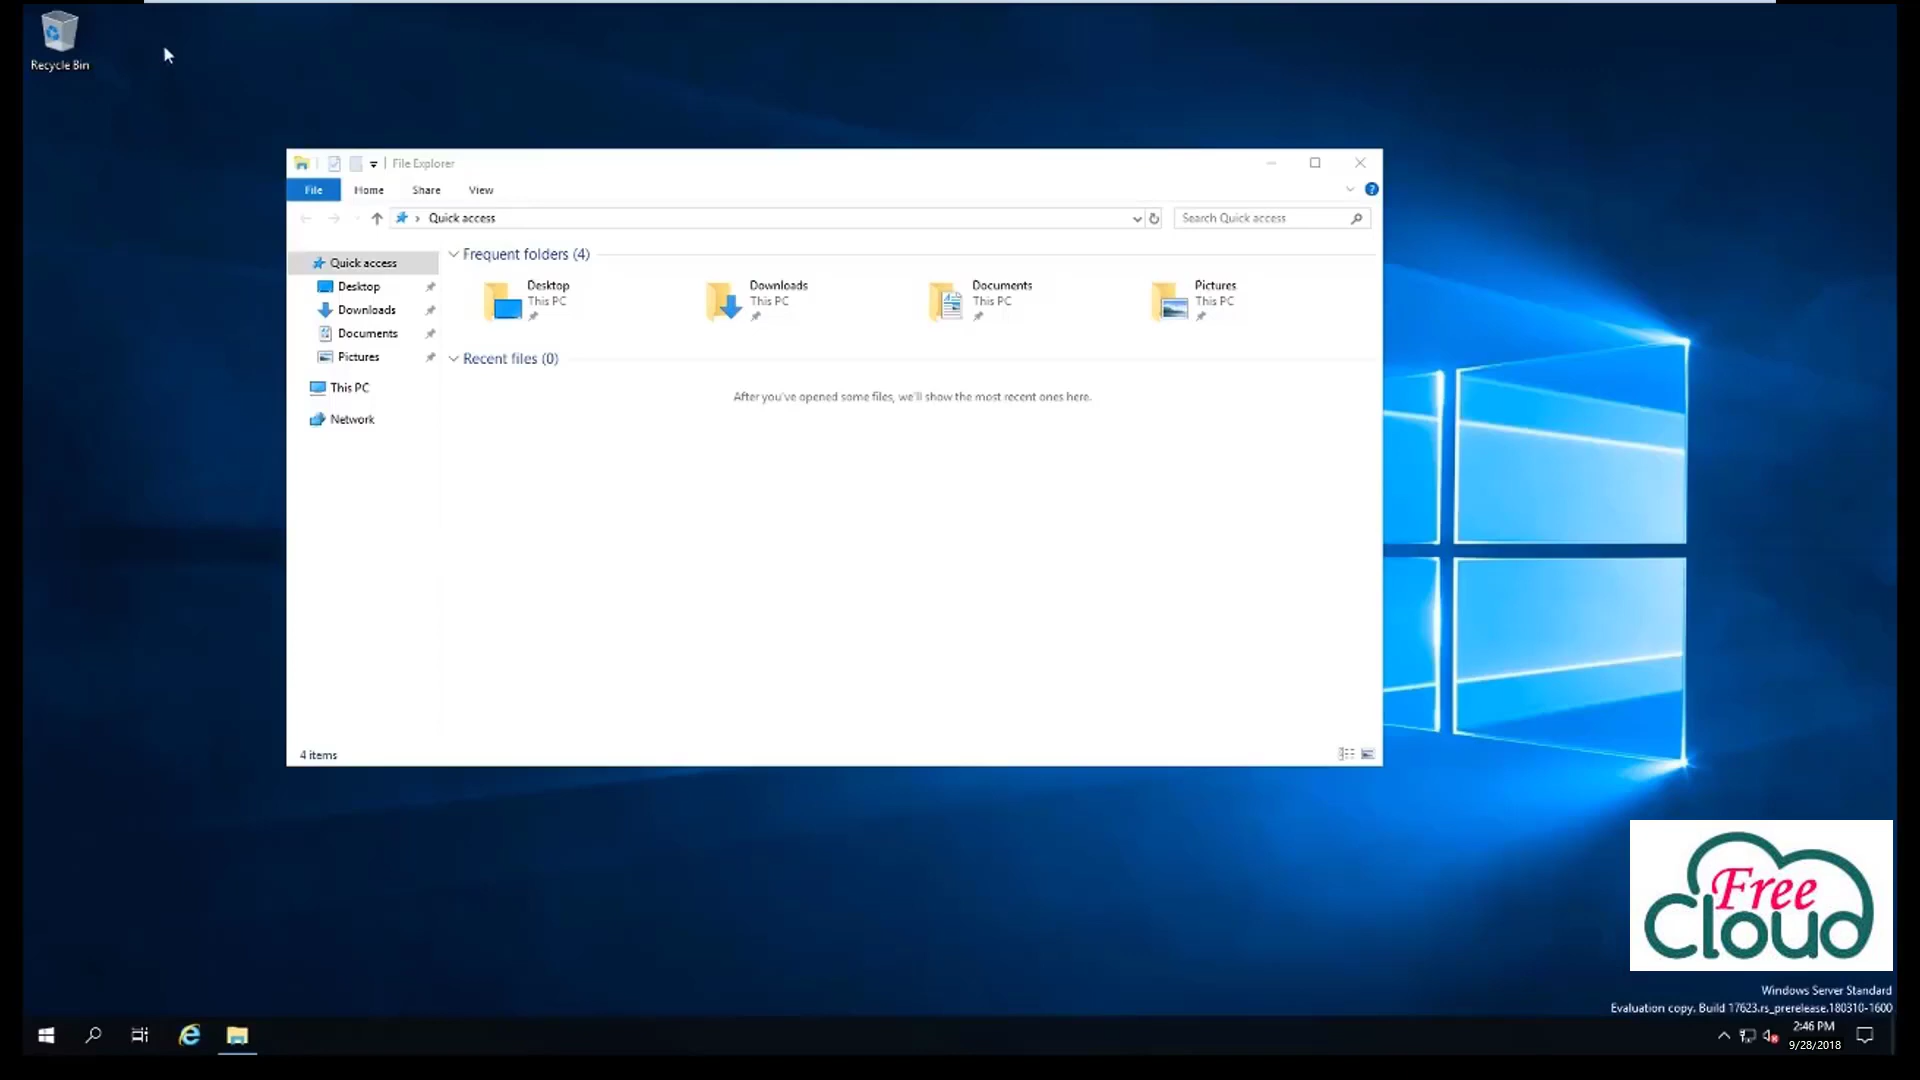 Recycle Bin
File Explorer
File Home Share View
Quick access
Search Quick access
Quick access
Desktop
Downloads
Documents
Pictures
This PC
Network
Frequent folders (4)
Desktop
This PC
Downloads
This PC
Documents
This PC
Pictures
This PC
Recent files (0)
After you've opened some files, we'll show the most recent ones here.
4 items
Free
Cloud
Windows Server Standard
Evaluation copy. Build 17623.rs_prerelease.180310-1600
2:46 PM
9/28/2018